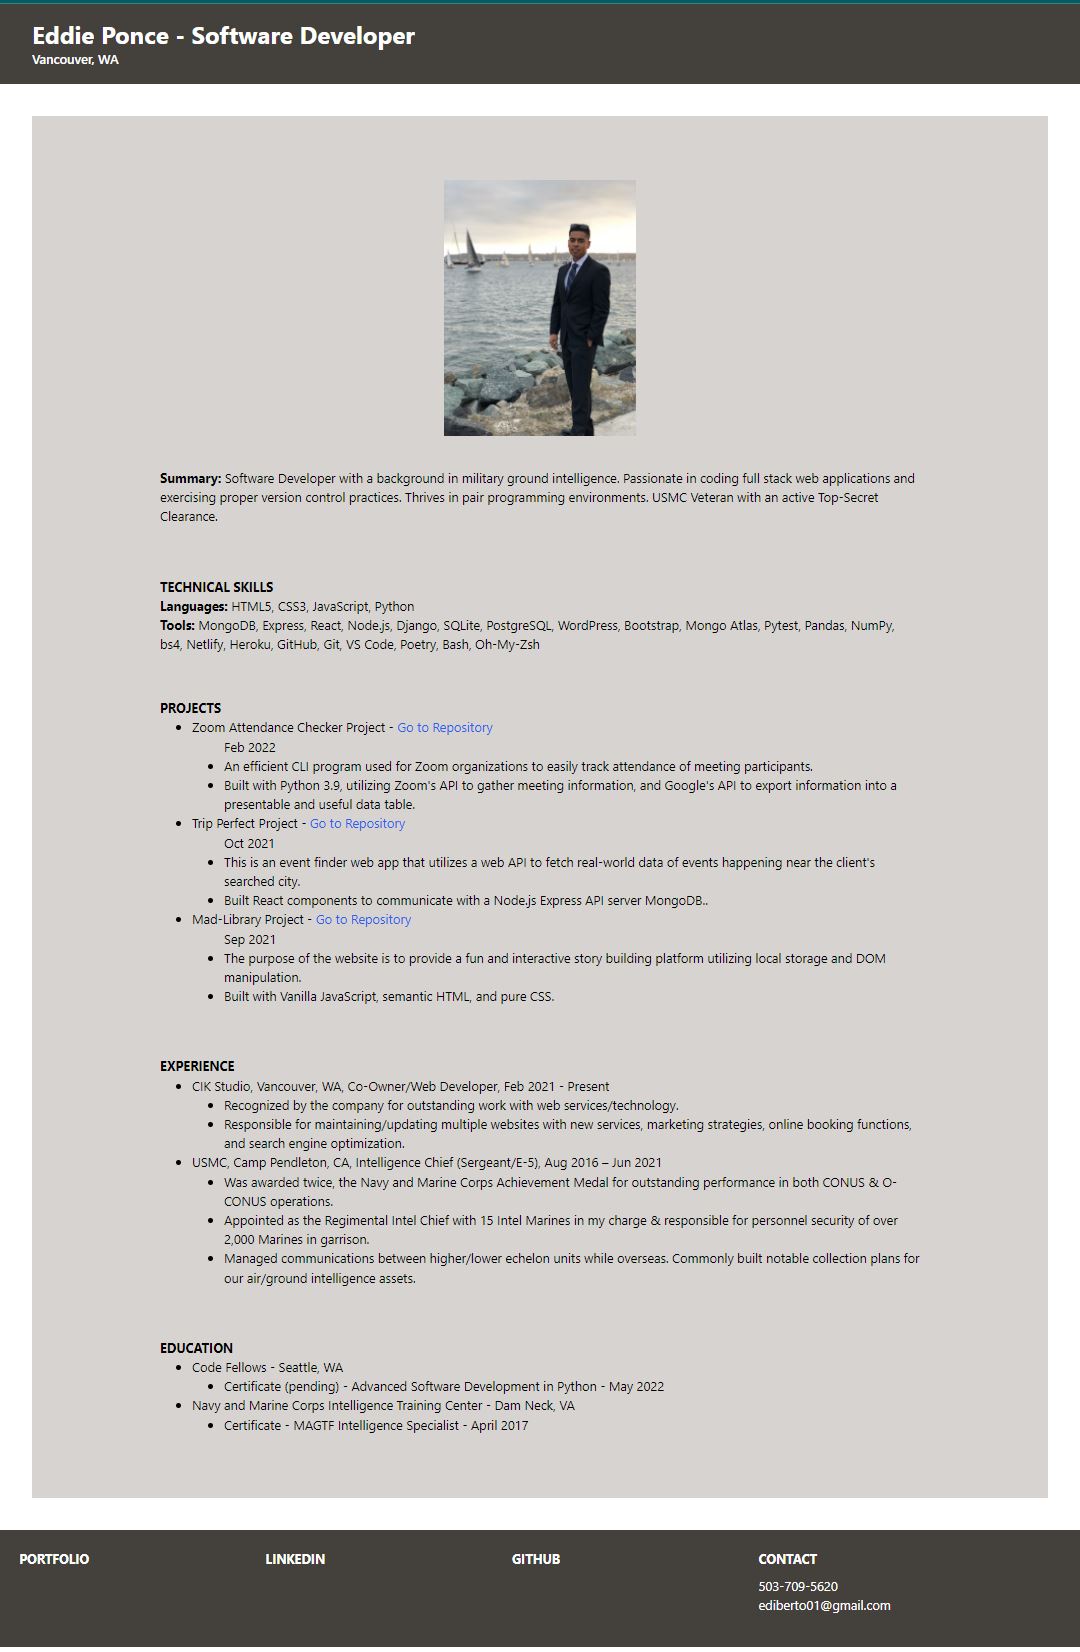 Eddie Ponce - Software Developer
Vancouver, WA
Summary: Software Developer with a background in military ground intelligence. Passionate in coding full stack web applications and
exercising proper version control practices. Thrives in pair programming environments. USMC Veteran with an active Top-Secret
Clearance.
TECHNICAL SKILLS
Languages: HTML5, CSS3, JavaScript, Python
Tools: MongoDB, Express, React, Node.js, Django, SQLite, PostgreSQL, WordPress, Bootstrap, Mongo Atlas, Pytest, Pandas, NumPy,
bs4, Netlify, Heroku, GitHub, Git, VS Code, Poetry, Bash, Oh-My-Zsh
PROJECTS
• Zoom Attendance Checker Project - Go to Repository
Feb 2022
• An efficient CLI program used for Zoom organizations to easily track attendance of meeting participants.
• Built with Python 3.9, utilizing Zoom's API to gather meeting information, and Google's API to export information into a
presentable and useful data table.
• Trip Perfect Project - Go to Repository
Oct 2021
• This is an event finder web app that utilizes a web API to fetch real-world data of events happening near the client's
searched city.
• Built React components to communicate with a Node.js Express API server MongoDB..
• Mad-Library Project - Go to Repository
Sep 2021
• The purpose of the website is to provide a fun and interactive story building platform utilizing local storage and DOM
manipulation.
• Built with Vanilla JavaScript, semantic HTML, and pure CSS.
EXPERIENCE
• CIK Studio, Vancouver, WA, Co-Owner/Web Developer, Feb 2021 - Present
• Recognized by the company for outstanding work with web services/technology.
• Responsible for maintaining/updating multiple websites with new services, marketing strategies, online booking functions,
and search engine optimization.
• USMC, Camp Pendleton, CA, Intelligence Chief (Sergeant/E-5), Aug 2016 – Jun 2021
• Was awarded twice, the Navy and Marine Corps Achievement Medal for outstanding performance in both CONUS & O-
CONUS operations.
• Appointed as the Regimental Intel Chief with 15 Intel Marines in my charge & responsible for personnel security of over
2,000 Marines in garrison.
• Managed communications between higher/lower echelon units while overseas. Commonly built notable collection plans for
our air/ground intelligence assets.
EDUCATION
• Code Fellows - Seattle, WA
• Certificate (pending) - Advanced Software Development in Python - May 2022
• Navy and Marine Corps Intelligence Training Center - Dam Neck, VA
• Certificate - MAGTF Intelligence Specialist - April 2017
PORTFOLIO
LINKEDIN
GITHUB
CONTACT
503-709-5620
ediberto01@gmail.com